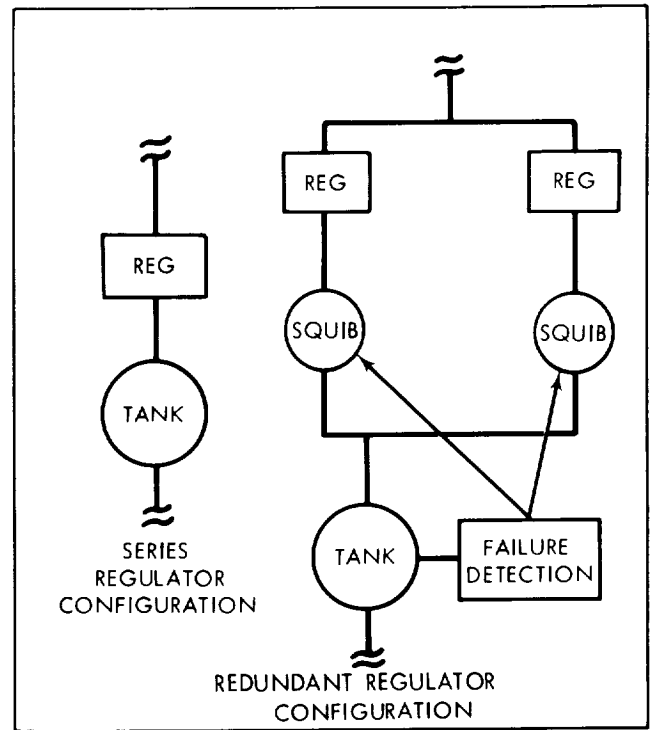 REG
TANK
SERIES
REGULATOR
CONFIGURATION
REG
REG
SQUIB
SQUIB
TANK
FAILURE
DETECTION
REDUNDANT REGULATOR
CONFIGURATION